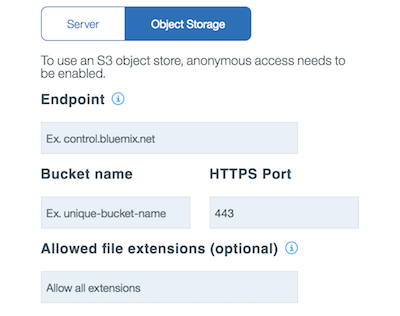 Server
Object Storage
To use an S3 object store, anonymous access needs to
be enabled.
Endpoint
Ex. control.bluemix.net
Bucket name
HTTPS Port
Ex. unique-bucket-name
443
Allowed file extensions (optional)
Allow all extensions